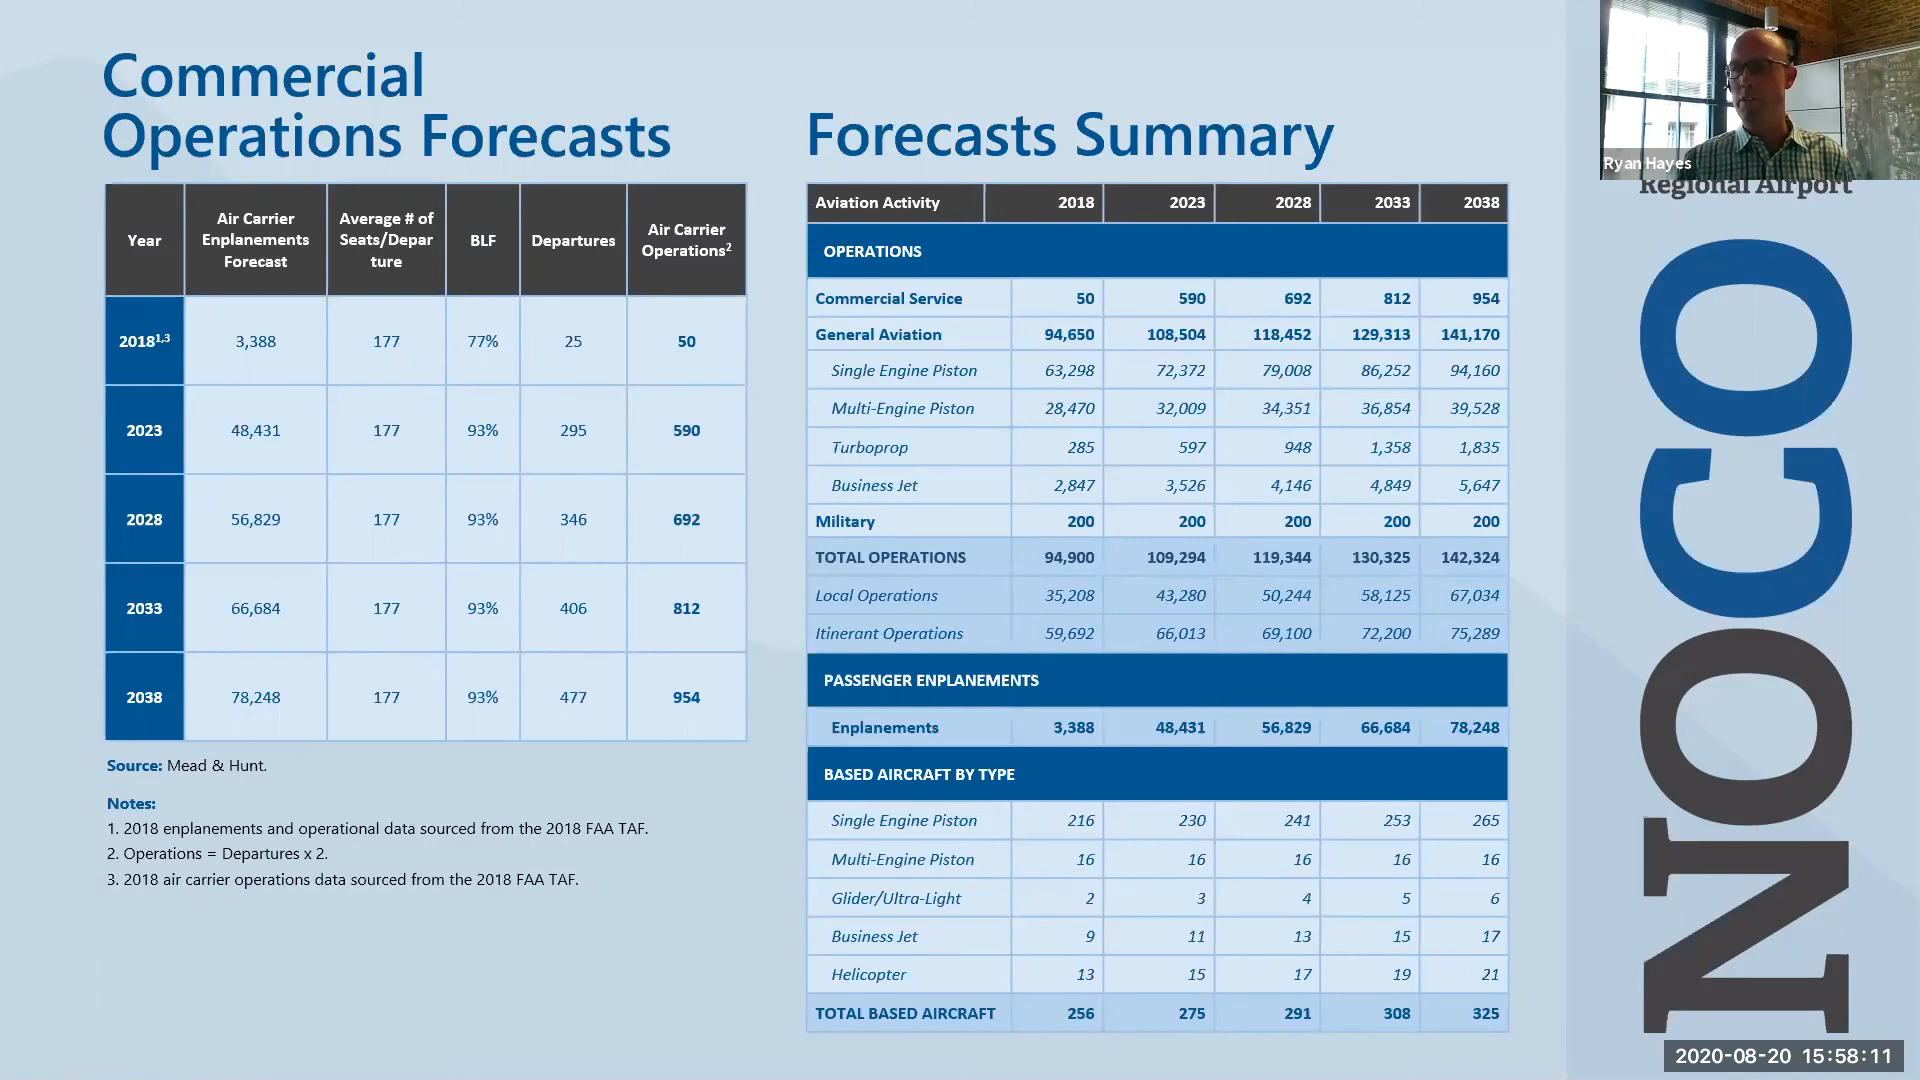 Commercial
Operations Forecasts
Year
Air Carrier
Enplanements
Forecast
Average # of
Seats/Depar
ture
BLF
Departures
Air Carrier
Operations2
20181,3 3,388 177 77% 25 50
2023 48,431 177 93% 295 590
2028 56,829 177 93% 346 692
2033 66,684 177 93% 406 812
2038 78,248 177 93% 477 954
Source: Mead & Hunt.
Notes:
1. 2018 enplanements and operational data sourced from the 2018 FAA TAF.
2. Operations = Departures x 2.
3. 2018 air carrier operations data sourced from the 2018 FAA TAF.
Forecasts Summary
Aviation Activity 2018 2023 2028 2033 2038
OPERATIONS
Commercial Service 50 590 692 812 954
General Aviation 94,650 108,504 118,452 129,313 141,170
Single Engine Piston 63,298 72,372 79,008 86,252 94,160
Multi-Engine Piston 28,470 32,009 34,351 36,854 39,528
Turboprop 285 597 948 1,358 1,835
Business Jet 2,847 3,526 4,146 4,849 5,647
Military 200 200 200 200 200
TOTAL OPERATIONS 94,900 109,294 119,344 130,325 142,324
Local Operations 35,208 43,280 50,244 58,125 67,034
Itinerant Operations 59,692 66,013 69,100 72,200 75,289
PASSENGER ENPLANEMENTS
Enplanements 3,388 48,431 56,829 66,684 78,248
BASED AIRCRAFT BY TYPE
Single Engine Piston 216 230 241 253 265
Multi-Engine Piston 16 16 16 16 16
Glider/Ultra-Light 2 3 4 5 6
Business Jet 9 11 13 15 17
Helicopter 13 15 17 19 21
TOTAL BASED AIRCRAFT 256 275 291 308 325
Ryan Hayes
Regional Airport
NOCO
2020-08-20 15:58:11